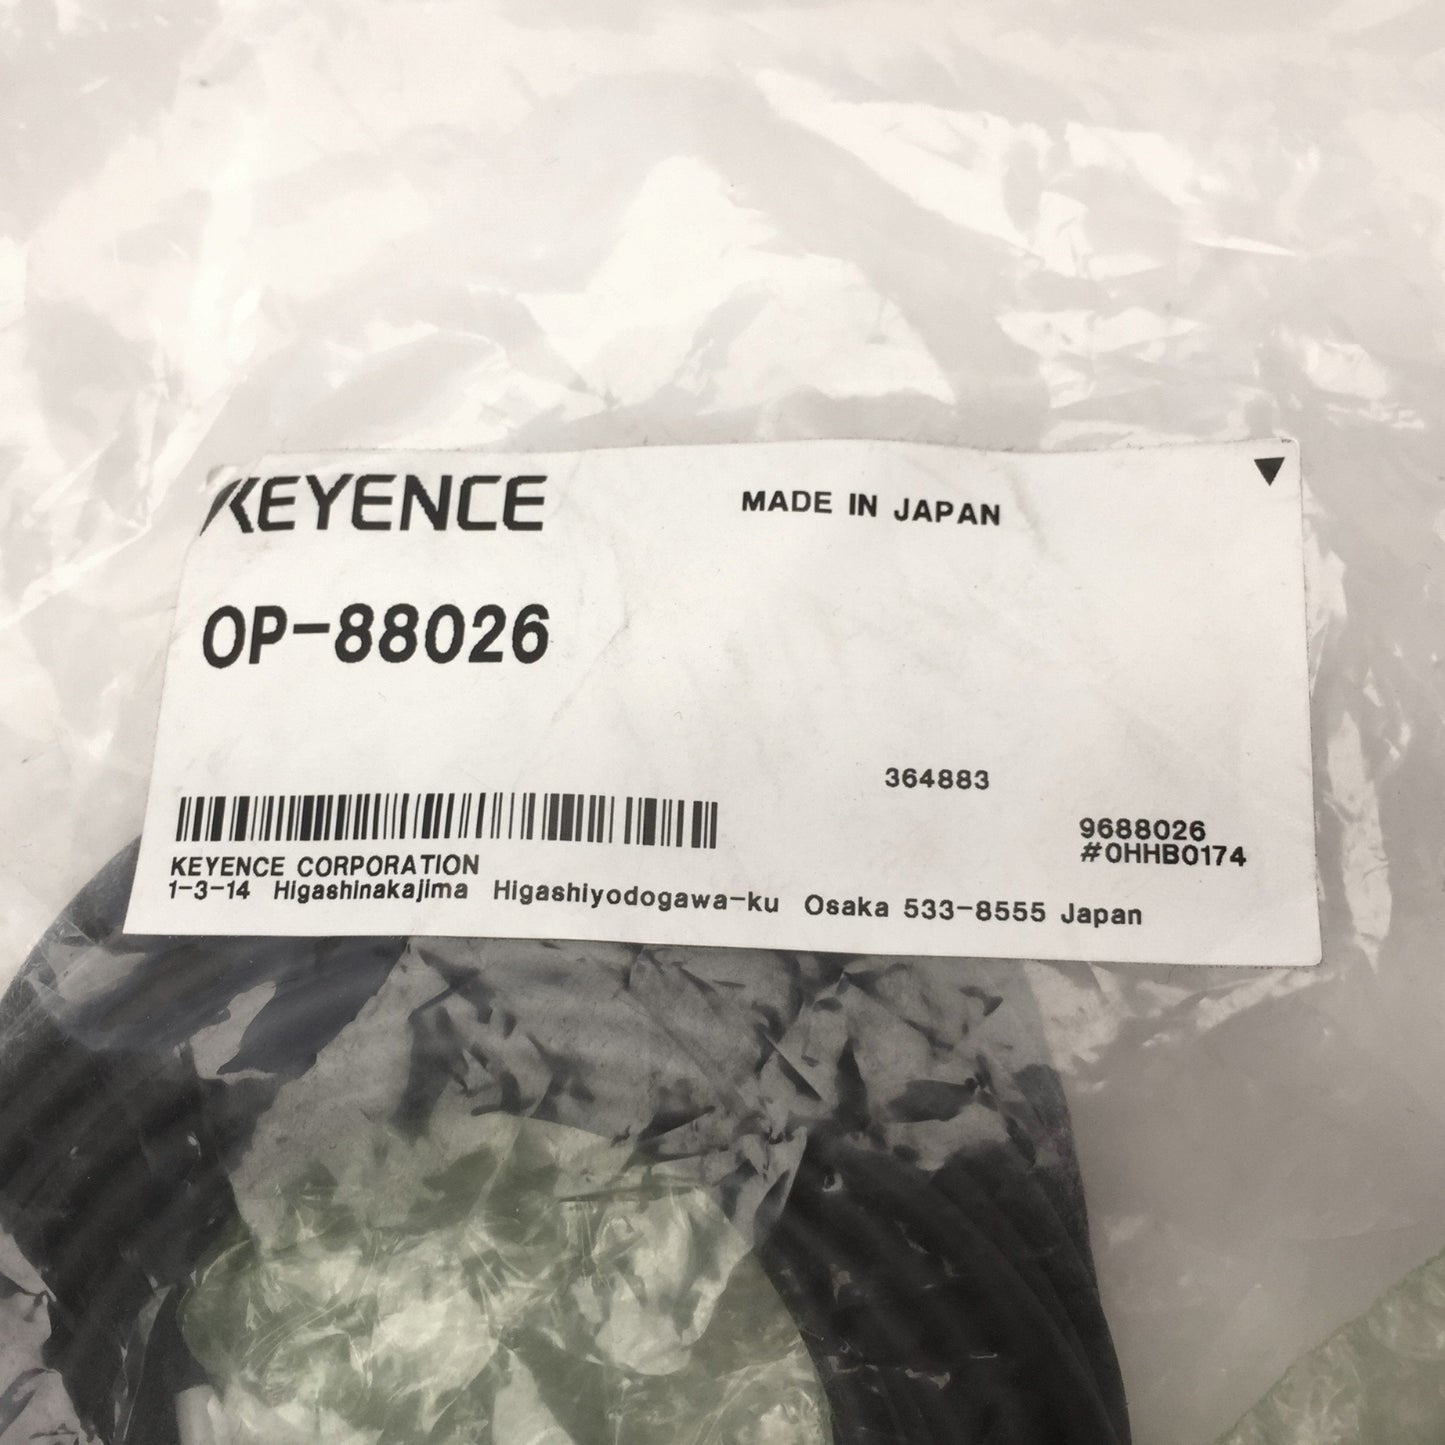 KEYENCE
MADE IN JAPAN
OP-88026
364883
9688026
#0HHB0174
KEYENCE CORPORATION
1-3-14 Higashinakajima Higashiyodogawa-ku Osaka 533-8555 Japan